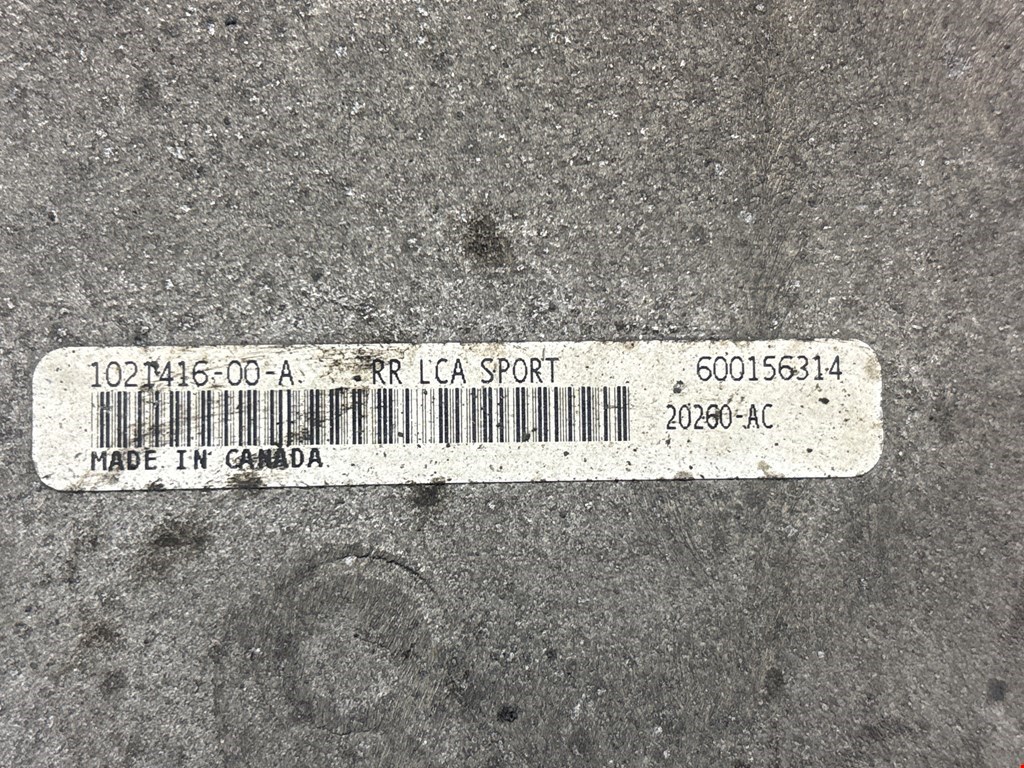 1021416-00-A RR LCA SPORT 600156314
20260-AC
MADE IN CANADA